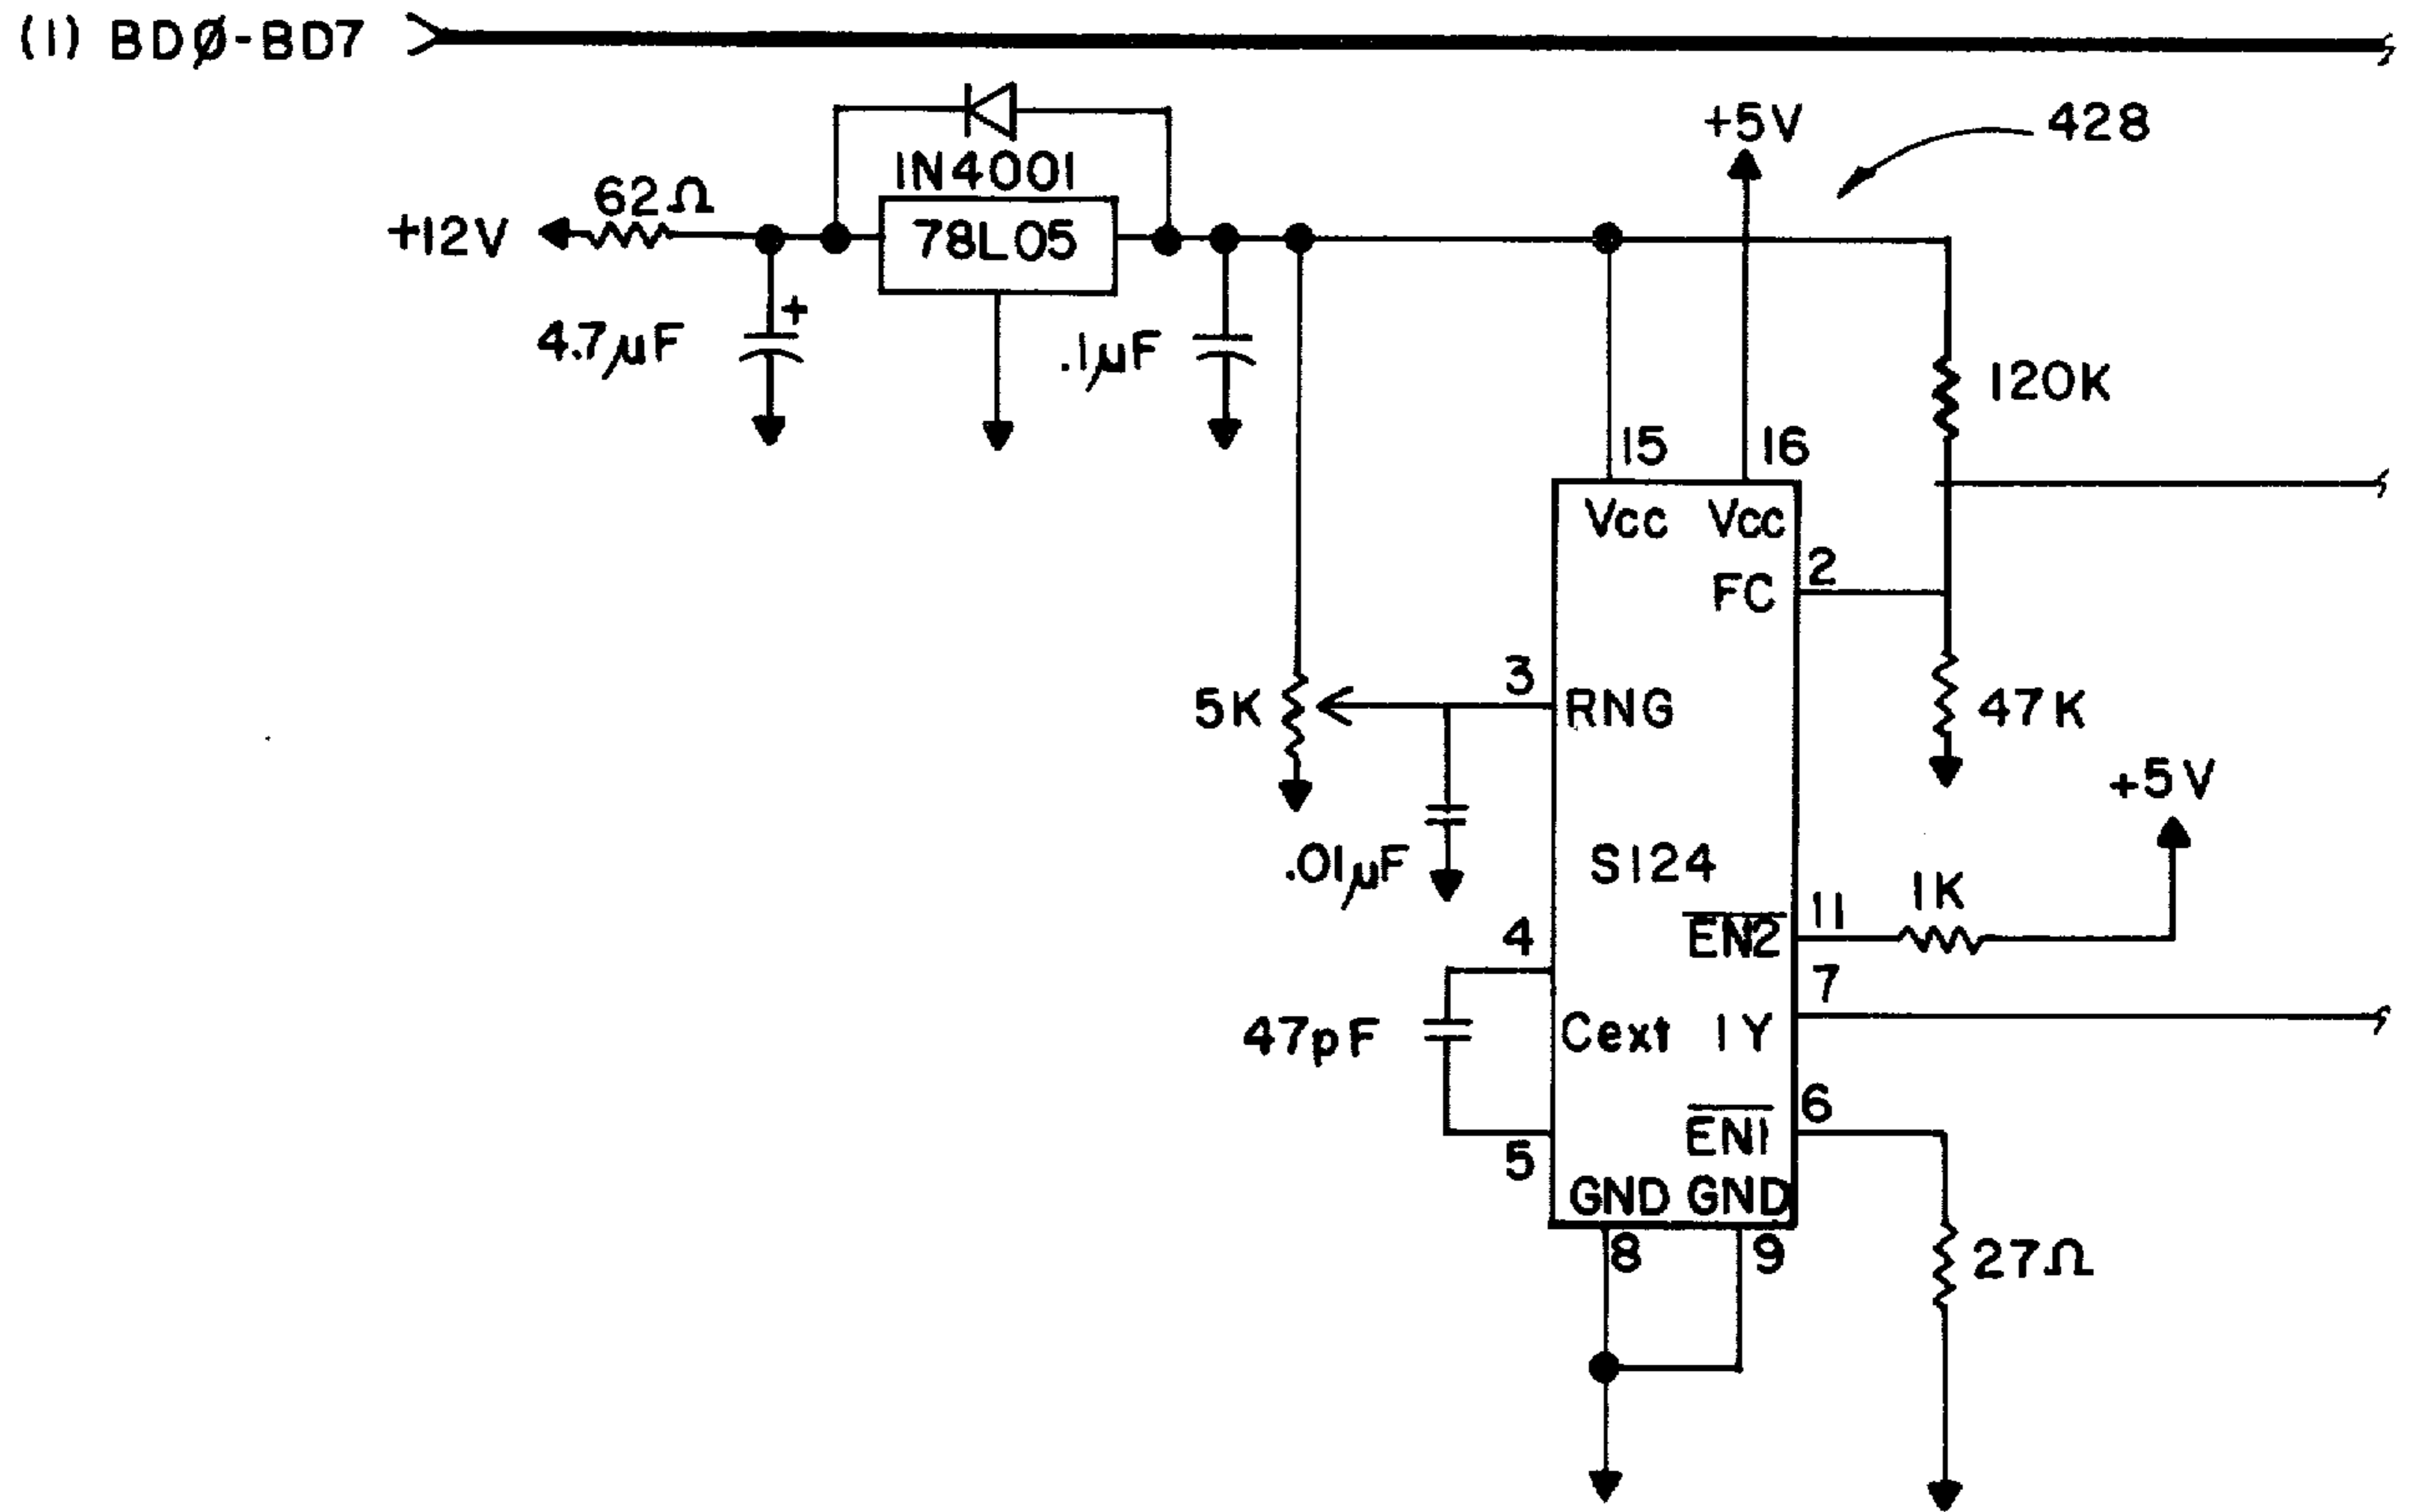 (1) BDØ-BD7
+5V
428
1N4001
62Ω
+12V
78L05
+
4.7µF
.1µF
120K
15
16
Vcc
Vcc
2
FC
3
5K
RNG
47K
+5V
.01µF
S124
1K
11
4
EN2
7
47pF
Cext
1Y
6
EN1
5
GND
GND
8
9
27Ω